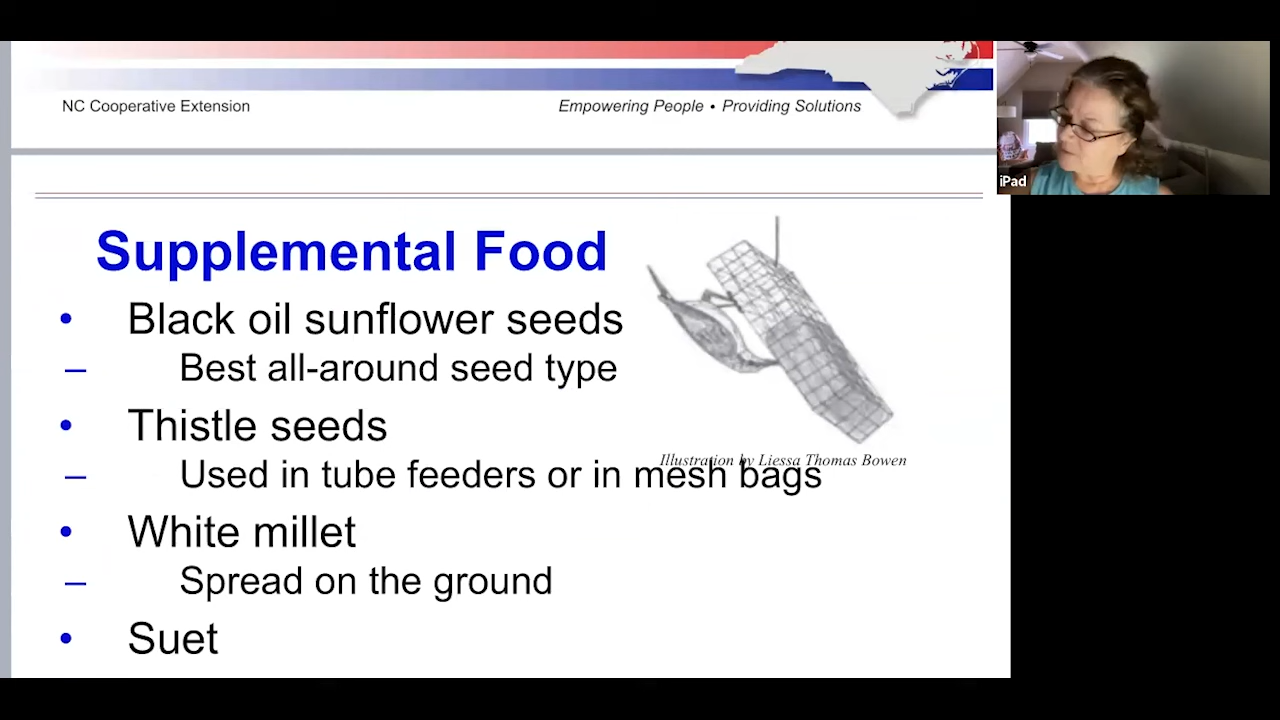 NC Cooperative Extension
Empowering People • Providing Solutions
iPad
Supplemental Food
• Black oil sunflower seeds
– Best all-around seed type
• Thistle seeds
Illustration by Liessa Thomas Bowen
– Used in tube feeders or in mesh bags
• White millet
– Spread on the ground
• Suet